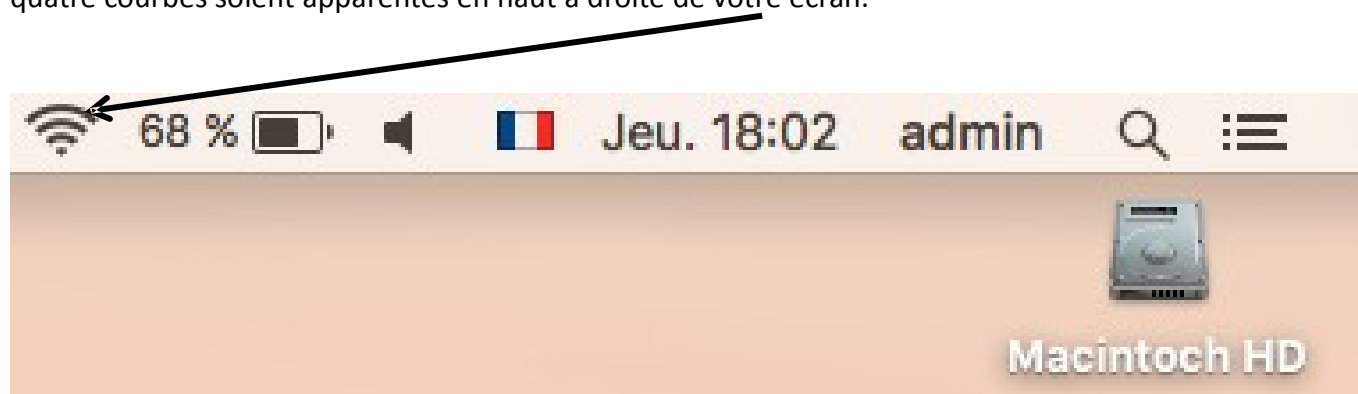 quatre courbes soient apparentes en haut à droite de votre écran.
68 % Jeu. 18:02 admin
Macintoch HD